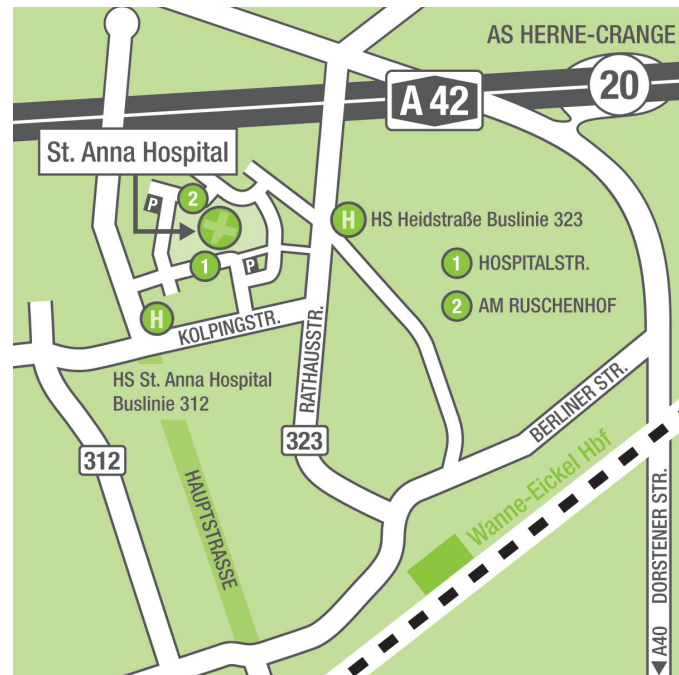 AS HERNE-CRANGE
20
A 42
St. Anna Hospital
2
P
H
HS Heidstraße Buslinie 323
1
P
1 HOSPITALSTR.
2 AM RUSCHENHOF
H
KOLPINGSTR.
HS St. Anna Hospital
Buslinie 312
RATHAUSSTR.
BERLINER STR.
323
312
HAUPTSTRASSE
Wanne-Eickel Hbf
DORSTENER STR.
A40